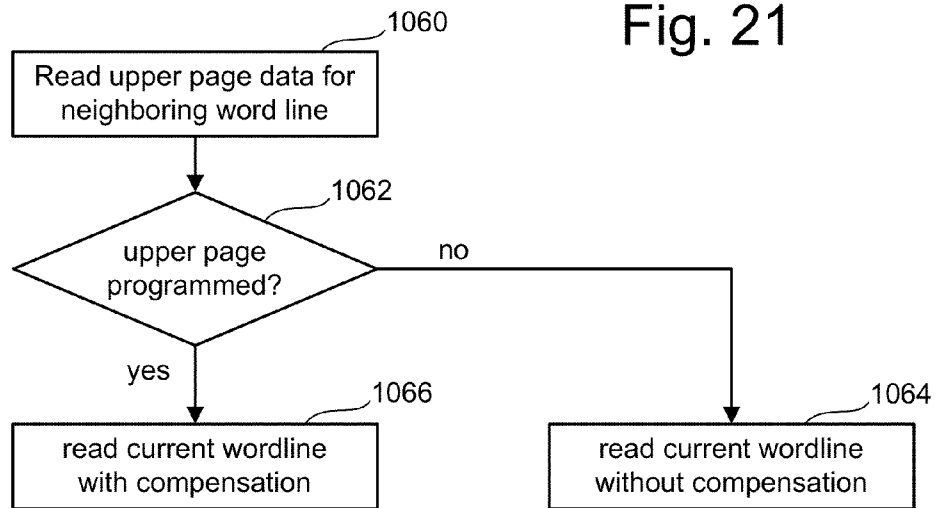 Fig. 21
1060
Read upper page data for
neighboring word line
1062
upper page
programmed?
no
yes
1066
read current wordline
with compensation
1064
read current wordline
without compensation